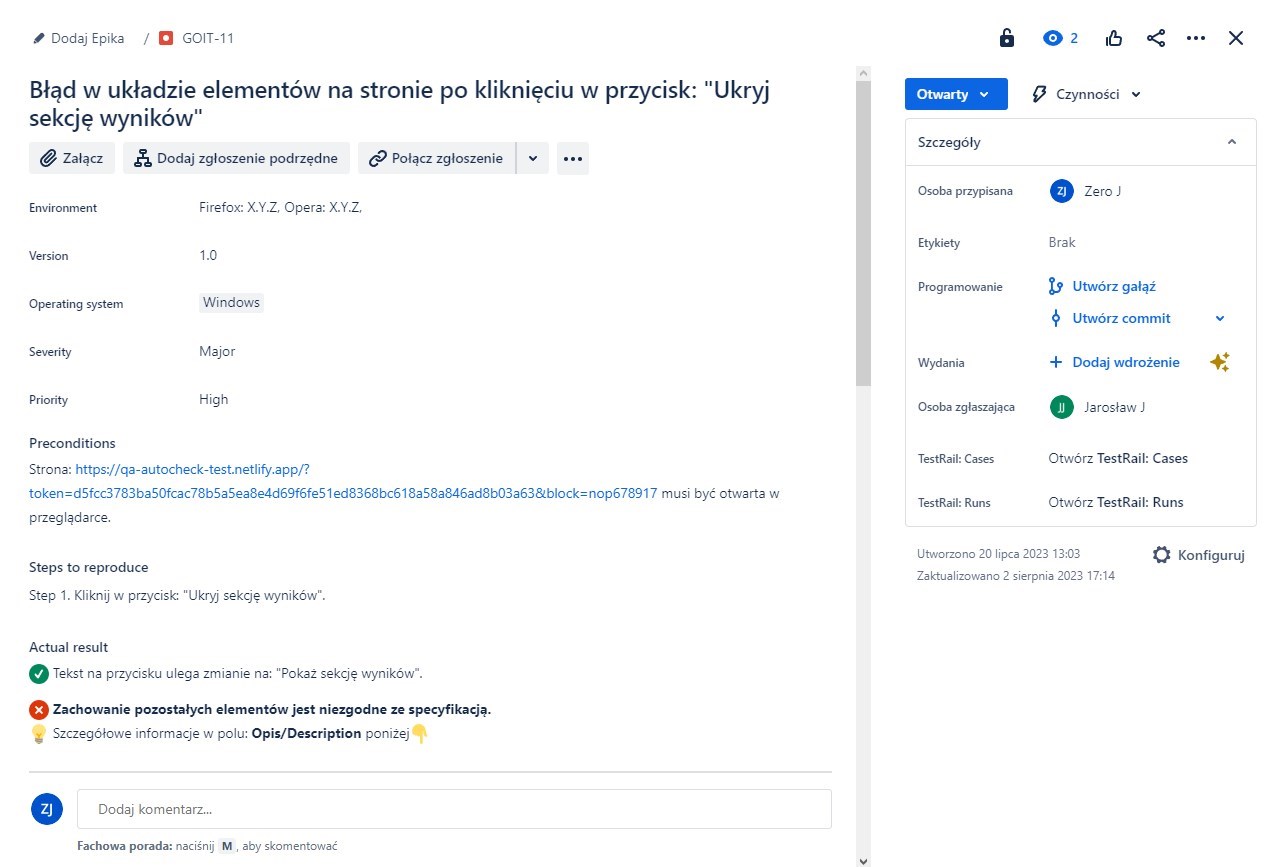 Dodaj Epika / GOIT-11
2
Błąd w układzie elementów na stronie po kliknięciu w przycisk: "Ukryj
sekcję wyników"
Załącz Dodaj zgłoszenie podrzędne Połącz zgłoszenie
Environment Firefox: X.Y.Z, Opera: X.Y.Z,
Version 1.0
Operating system Windows
Severity Major
Priority High
Preconditions
Strona: https://qa-autocheck-test.netlify.app/?
token=d5fcc3783ba50fcac78b5a5ea8e4d69f6fe51ed8368bc618a58a846ad8b03a63&block=nop678917 musi być otwarta w
przeglądarce.
Steps to reproduce
Step 1. Kliknij w przycisk: "Ukryj sekcję wyników".
Actual result
Tekst na przycisku ulega zmianie na: "Pokaż sekcję wyników".
Zachowanie pozostałych elementów jest niezgodne ze specyfikacją.
Szczegółowe informacje w polu: Opis/Description poniżej
ZJ Dodaj komentarz...
Fachowa porada: naciśnij M, aby skomentować
Otwarty Czynności
Szczegóły
Osoba przypisana ZJ Zero J
Etykiety Brak
Programowanie Utwórz gałąź
Utwórz commit
Wydania Dodaj wdrożenie
Osoba zgłaszająca JJ Jarosław J
TestRail: Cases Otwórz TestRail: Cases
TestRail: Runs Otwórz TestRail: Runs
Utworzono 20 lipca 2023 13:03
Konfiguruj
Zaktualizowano 2 sierpnia 2023 17:14